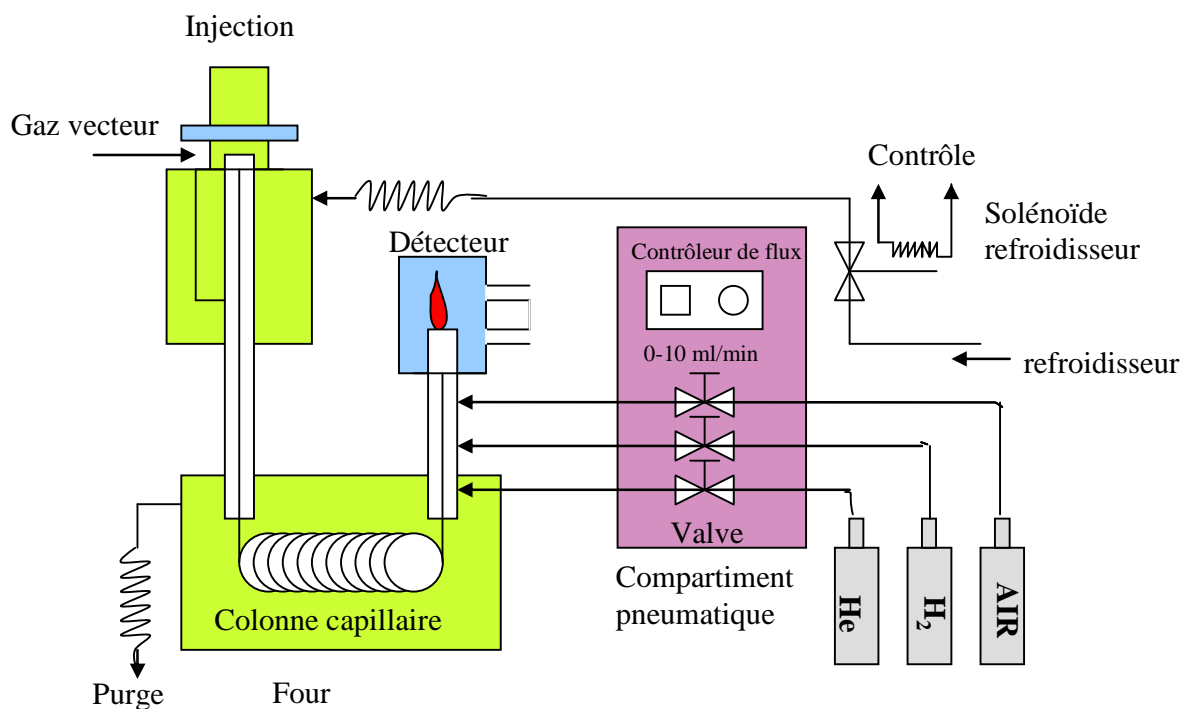 Injection
Gaz vecteur
Contrôle
Solénoïde
refroidisseur
Détecteur
Contrôleur de flux
0-10 ml/min
refroidisseur
Valve
Compartiment
pneumatique
He
H2
AIR
Colonne capillaire
Purge
Four